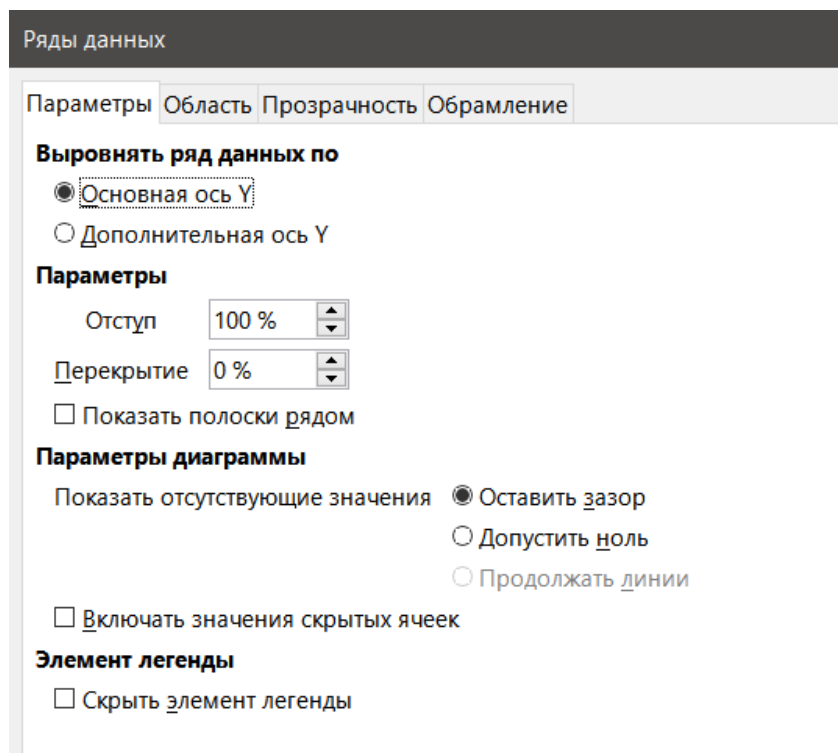 Ряды данных
Параметры Область Прозрачность Обрамление
Выровнять ряд данных по
Основная ось Y
Дополнительная ось Y
Параметры
Отступ 100 %
Перекрытие 0 %
Показать полоски рядом
Параметры диаграммы
Показать отсутствующие значения Оставить зазор
Допустить ноль
Продолжать линии
Включать значения скрытых ячеек
Элемент легенды
Скрыть элемент легенды